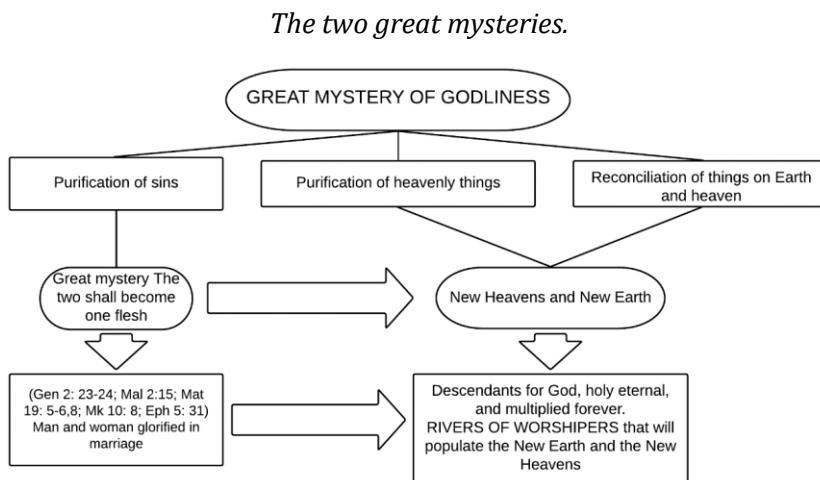 The two great mysteries.
GREAT MYSTERY OF GODLINESS
Purification of sins
Purification of heavenly things
Reconciliation of things on Earth
and heaven
Great mystery The
two shall become
one flesh
New Heavens and New Earth
(Gen 2: 23-24; Mal 2:15; Mat
19: 5-6,8; Mk 10: 8; Eph 5: 31)
Man and woman glorified in
marriage
Descendants for God, holy eternal,
and multiplied forever.
RIVERS OF WORSHIPERS that will
populate the New Earth and the New
Heavens